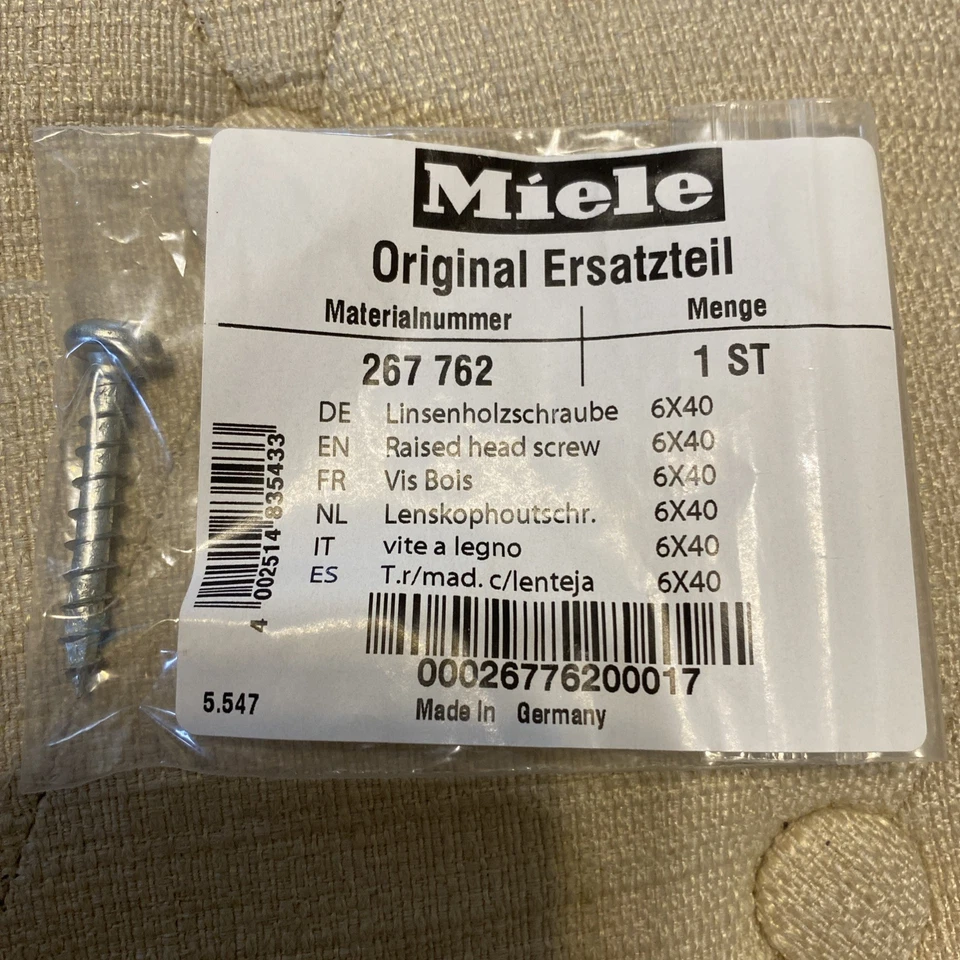 Miele
Original Ersatzteil
Materialnummer Menge
267 762 1 ST
DE Linsenholzschraube 6X40
EN Raised head screw 6X40
FR Vis Bois 6X40
NL Lenskophoutschr. 6X40
IT vite a legno 6X40
ES T.r/mad. c/lenteja 6X40
4 002514 835433
00026776200017
5.547 Made In Germany